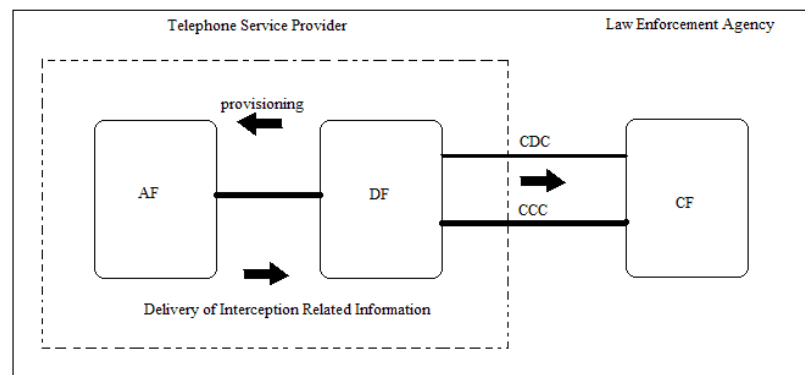 Telephone Service Provider
Law Enforcement Agency
provisioning
CDC
AF
DF
CF
CCC
Delivery of Interception Related Information